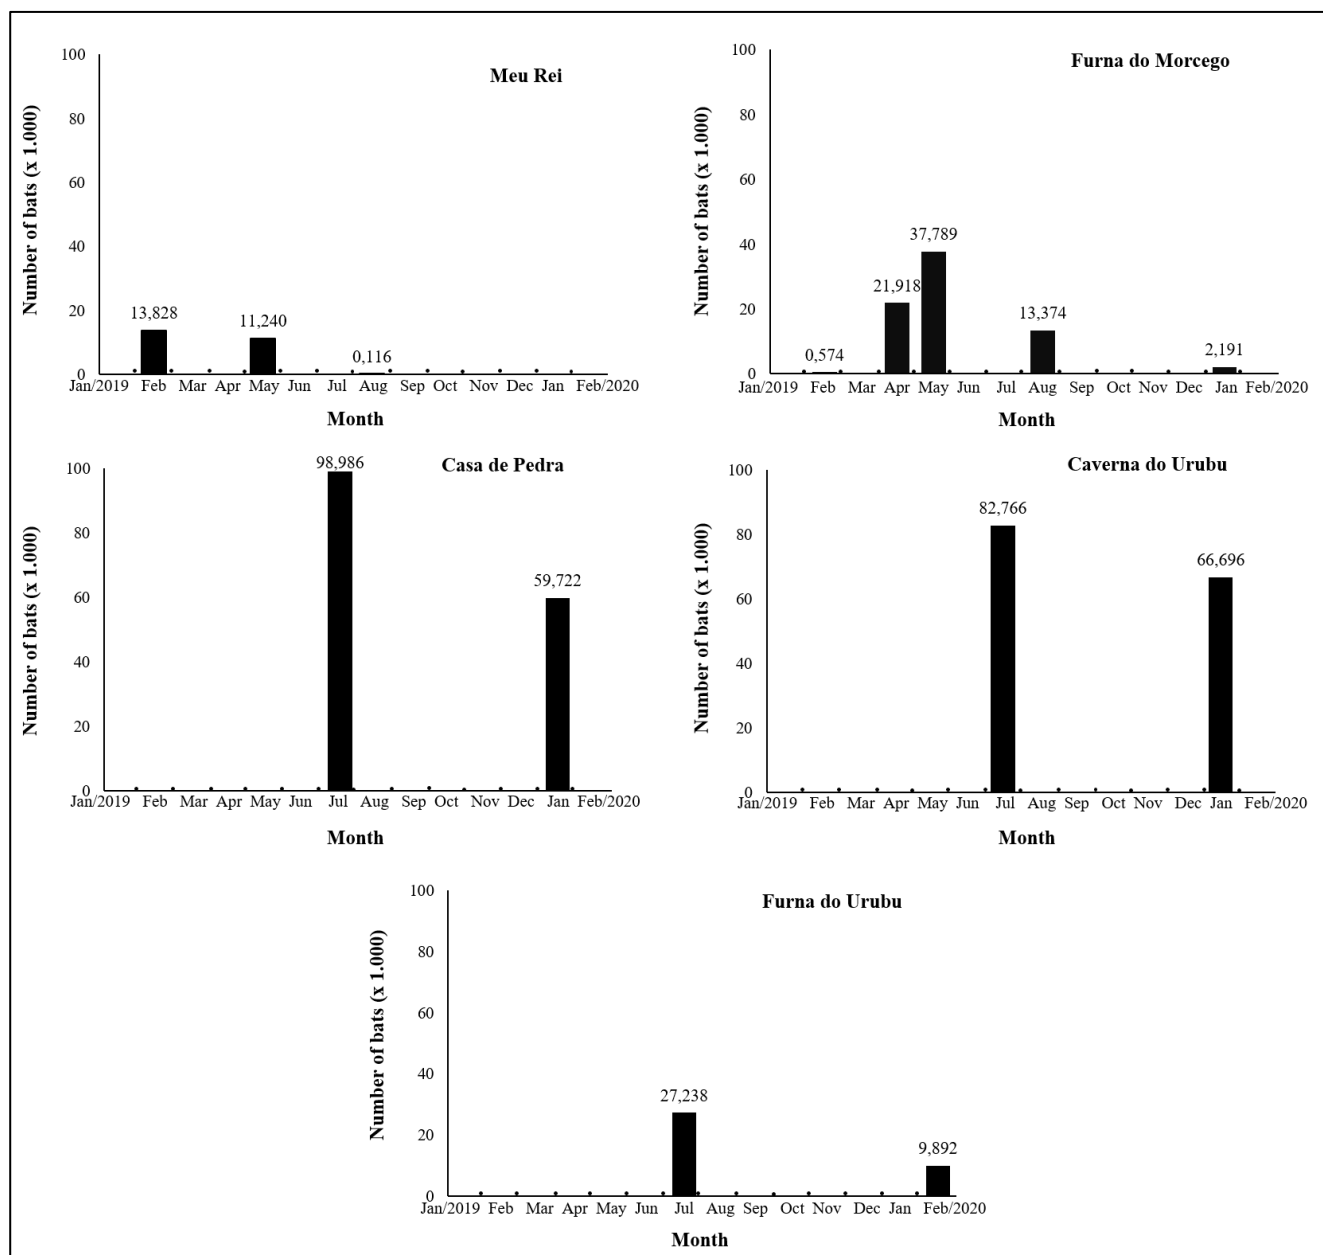 Meu Rei
Number of bats (x 1.000)
100
80
60
40
20
0
13,828
11,240
0,116
Jan/2019 Feb Mar Apr May Jun Jul Aug Sep Oct Nov Dec Jan Feb/2020
Month
Furna do Morcego
Number of bats (x 1.000)
100
80
60
40
20
0
0,574
21,918
37,789
13,374
2,191
Jan/2019 Feb Mar Apr May Jun Jul Aug Sep Oct Nov Dec Jan Feb/2020
Month
Casa de Pedra
Number of bats (x 1.000)
100
80
60
40
20
0
98,986
59,722
Jan/2019 Feb Mar Apr May Jun Jul Aug Sep Oct Nov Dec Jan Feb/2020
Month
Caverna do Urubu
Number of bats (x 1.000)
100
80
60
40
20
0
82,766
66,696
Jan/2019 Feb Mar Apr May Jun Jul Aug Sep Oct Nov Dec Jan Feb/2020
Month
Furna do Urubu
Number of bats (x 1.000)
100
80
60
40
20
0
27,238
9,892
Jan/2019 Feb Mar Apr May Jun Jul Aug Sep Oct Nov Dec Jan Feb/2020
Month